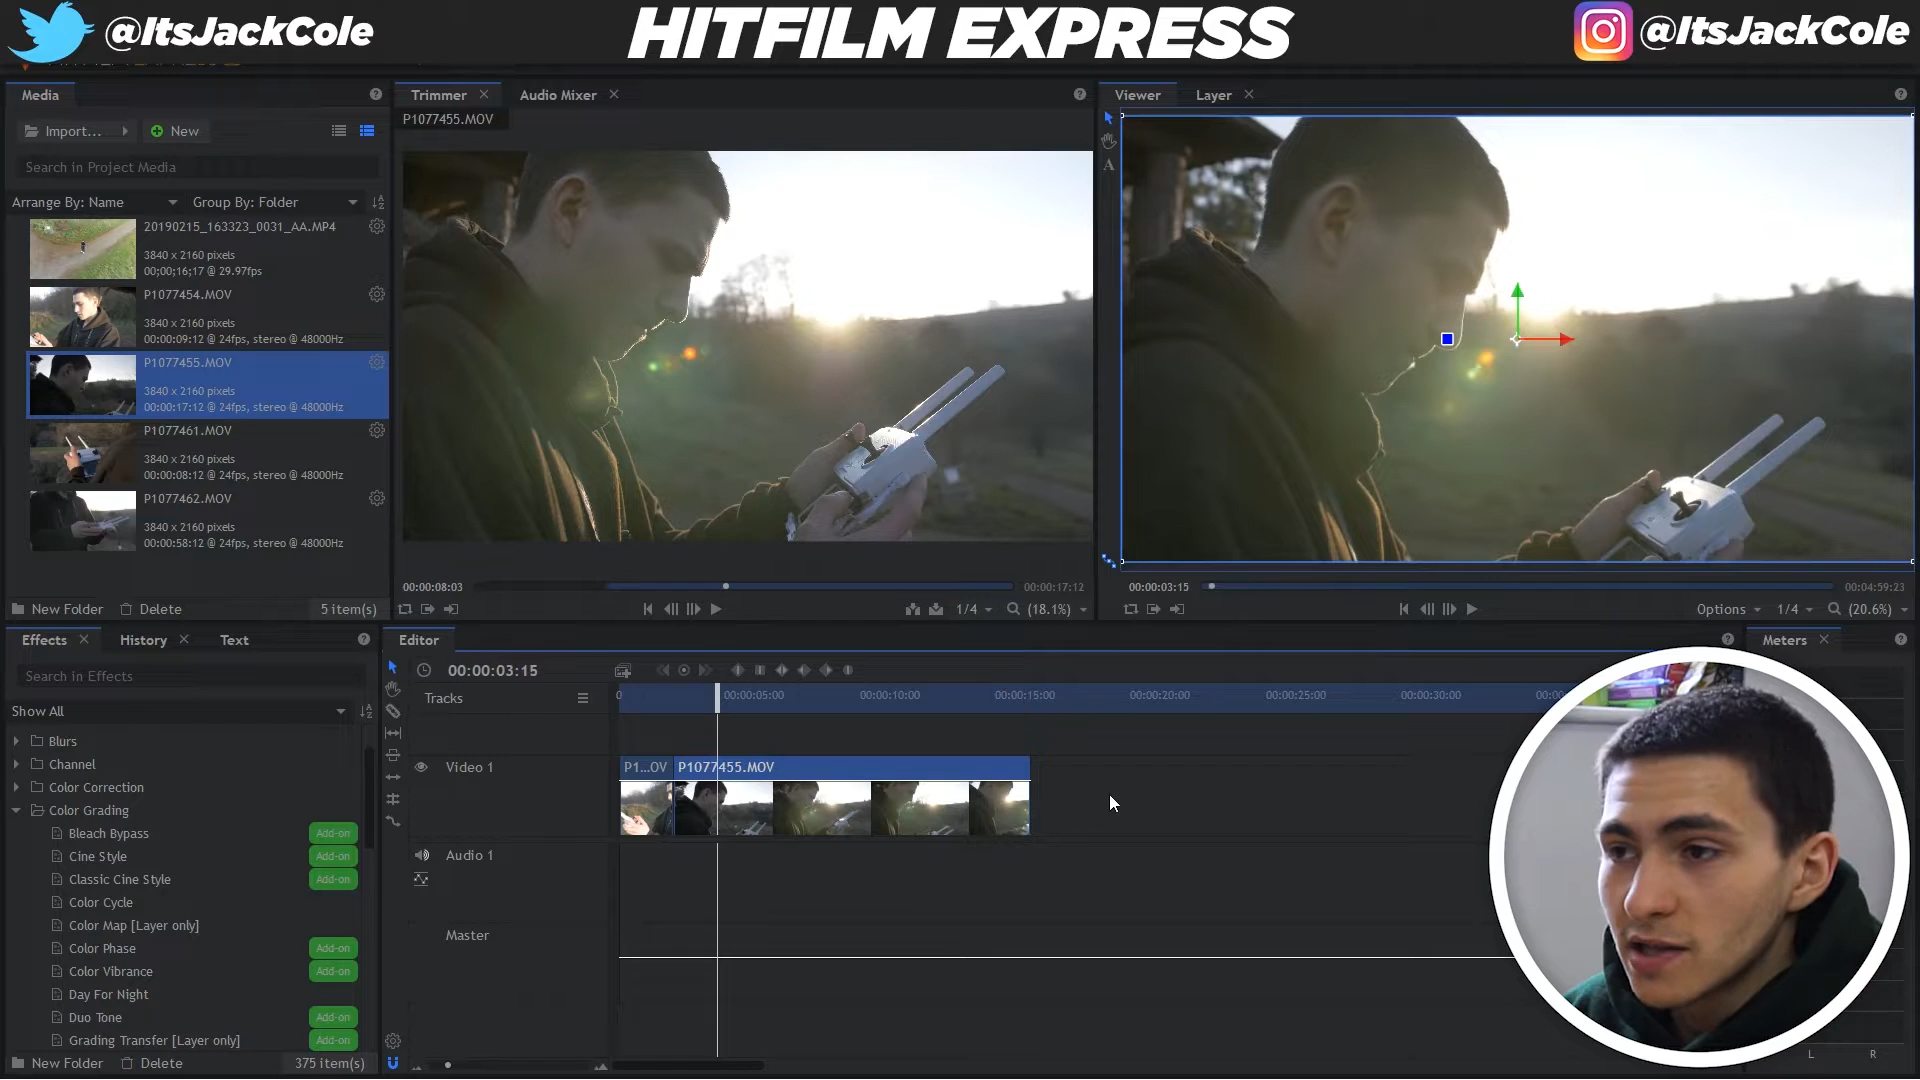 @ItsJackCole
HITFILM EXPRESS
@ItsJackCole
Media
Import...
New
Search in Project Media
Arrange By: Name
Group By: Folder
20190215_163323_0031_AA.MP4
3840 x 2160 pixels
00;00;16;17 @ 29.97fps
P1077454.MOV
3840 x 2160 pixels
00:00:09:12 @ 24fps, stereo @ 48000Hz
P1077455.MOV
3840 x 2160 pixels
00:00:17:12 @ 24fps, stereo @ 48000Hz
P1077461.MOV
3840 x 2160 pixels
00:00:08:12 @ 24fps, stereo @ 48000Hz
P1077462.MOV
3840 x 2160 pixels
00:00:58:12 @ 24fps, stereo @ 48000Hz
New Folder
Delete
5 item(s)
Trimmer
Audio Mixer
P1077455.MOV
00:00:08:03
00:00:17:12
1/4
(18.1%)
Viewer
Layer
A
00:00:03:15
00:04:59:23
Options
1/4
(20.6%)
Effects
History
Text
Search in Effects
Show All
Blurs
Channel
Color Correction
Color Grading
Bleach Bypass Add-on
Cine Style Add-on
Classic Cine Style Add-on
Color Cycle
Color Map [Layer only]
Color Phase Add-on
Color Vibrance Add-on
Day For Night
Duo Tone Add-on
Grading Transfer [Layer only] Add-on
New Folder
Delete
375 item(s)
Editor
00:00:03:15
Tracks
0
00:00:05:00
00:00:10:00
00:00:15:00
00:00:20:00
00:00:25:00
00:00:30:00
Video 1
P1...OV
P1077455.MOV
Audio 1
Master
Meters
L
R